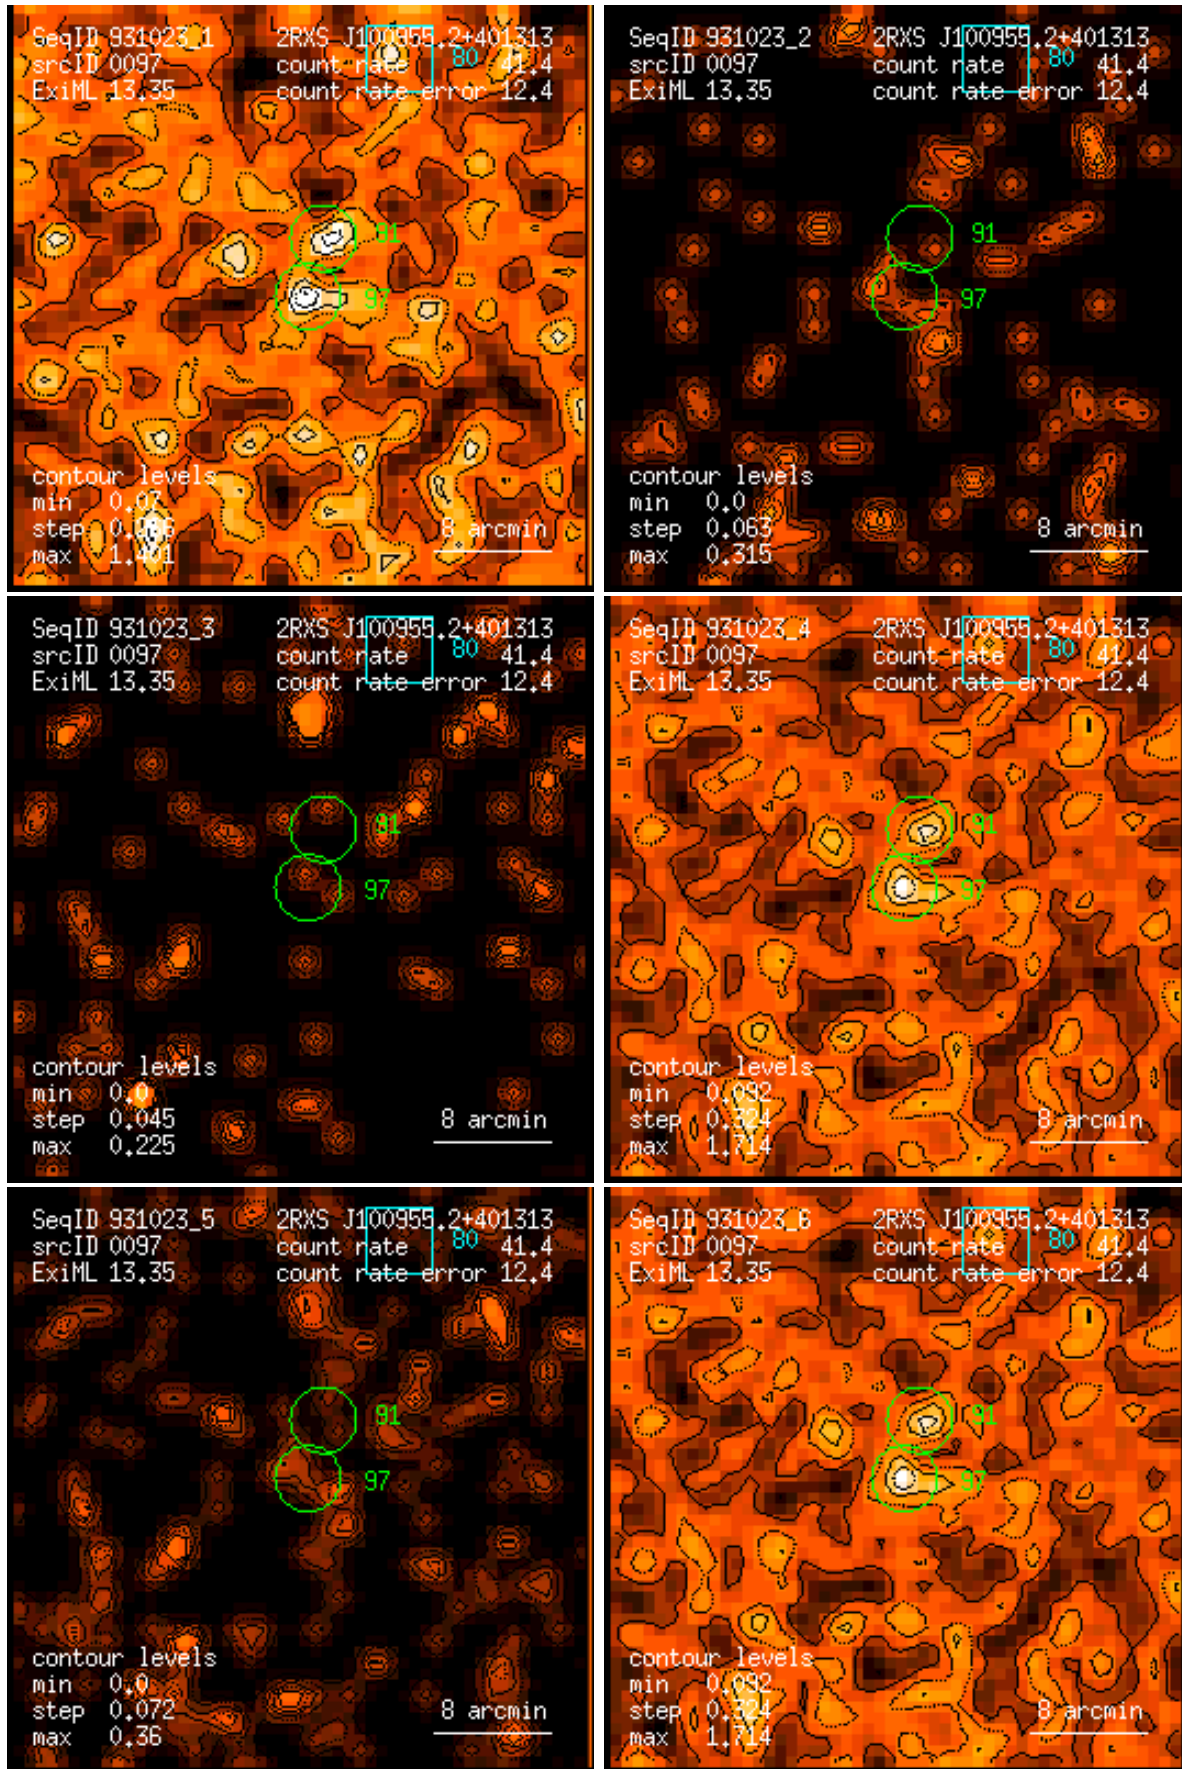 SeqID 931023_1 2RXS J100955.2+401313
srcID 0097 count rate 80 41.4
ExiML 13.35 count rate error 12.4
91
97
contour levels
min 0.07
step
max 1.401
8 arcmin
SeqID 931023_2 2RXS J100955.2+401313
srcID 0097 count rate 80 41.4
ExiML 13.35 count rate error 12.4
91
97
contour levels
min 0.0
step 0.063
max 0.315
8 arcmin
SeqID 931023_3 2RXS J100955.2+401313
srcID 0097 count rate 80 41.4
ExiML 13.35 count rate error 12.4
91
97
contour levels
min 0.0
step 0.045
max 0.225
8 arcmin
SeqID 931023_4 2RXS J100955.2+401313
srcID 0097 count rate 80 41.4
ExiML 13.35 count rate error 12.4
91
97
contour levels
min 0.092
step 0.324
max 1.714
8 arcmin
SeqID 931023_5 2RXS J100955.2+401313
srcID 0097 count rate 80 41.4
ExiML 13.35 count rate error 12.4
91
97
contour levels
min 0.0
step 0.072
max 0.36
8 arcmin
SeqID 931023_6 2RXS J100955.2+401313
srcID 0097 count rate 80 41.4
ExiML 13.35 count rate error 12.4
91
97
contour levels
min 0.092
step 0.324
max 1.714
8 arcmin